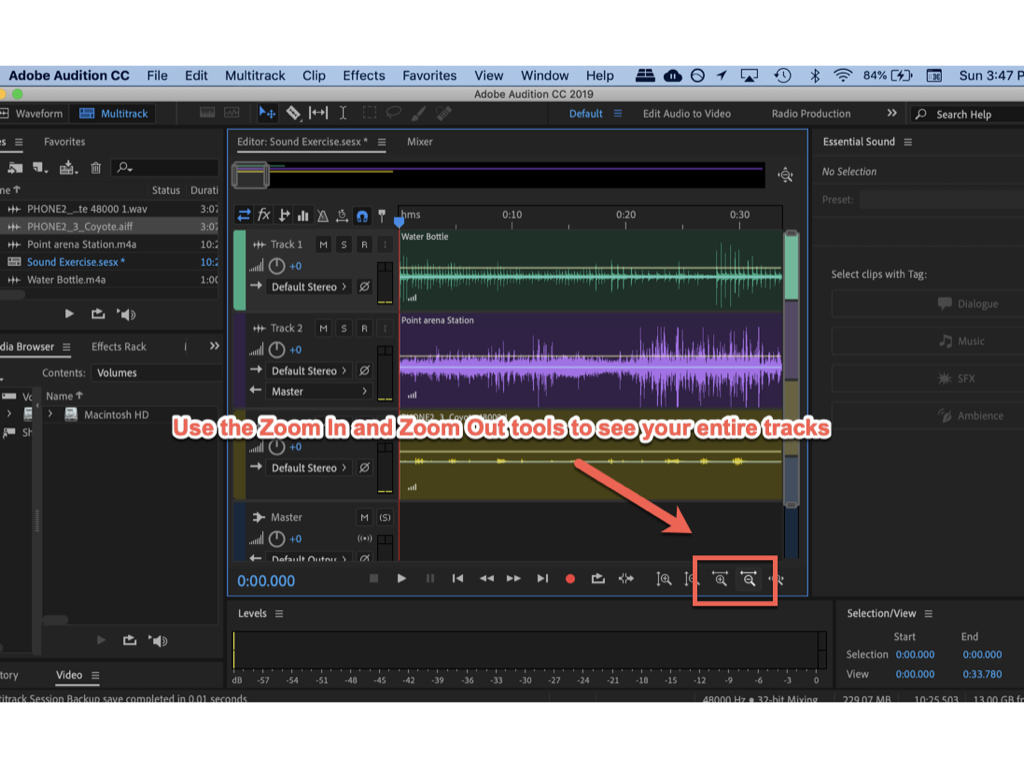 Adobe Audition CC File Edit Multitrack Clip Effects Favorites View Window Help 84% Sun 3:47 P
Adobe Audition CC 2019
Waveform Multitrack Default Edit Audio to Video Radio Production Search Help
es Favorites
Editor: Sound Exercise.sesx * Mixer
Essential Sound
No Selection
Preset:
me Status Durati
PHONE2_...te 48000 1.wav 3:07
PHONE2_3_Coyote.aiff 3:07
Point arena Station.m4a 10:2
Sound Exercise.sesx * 10:2
Water Bottle.m4a 1:00
fx hms 0:10 0:20 0:30
Track 1 M S R I
+0
Default Stereo
Water Bottle
Track 2 M S R I
+0
Default Stereo
Master
Point arena Station
Select clips with Tag:
Dialogue
Music
SFX
Ambience
dia Browser Effects Rack
Contents: Volumes
Name
Macintosh HD
Vo
Sh
Use the Zoom In and Zoom Out tools to see your entire tracks
+0
Default Stereo
Master M (S)
+0
Default Output
0:00.000
Levels
dB -57 -54 -51 -48 -45 -42 -39 -36 -33 -30 -27 -24 -21 -18 -15 -12 -9 -6 -3 0
Selection/View
Start End
Selection 0:00.000 0:00.000
View 0:00.000 0:33.780
tory Video
titrack Session Backup save completed in 0.01 seconds
48000 Hz • 32-bit Mixing 229.07 MB 10:25.503 13.00 GB fr